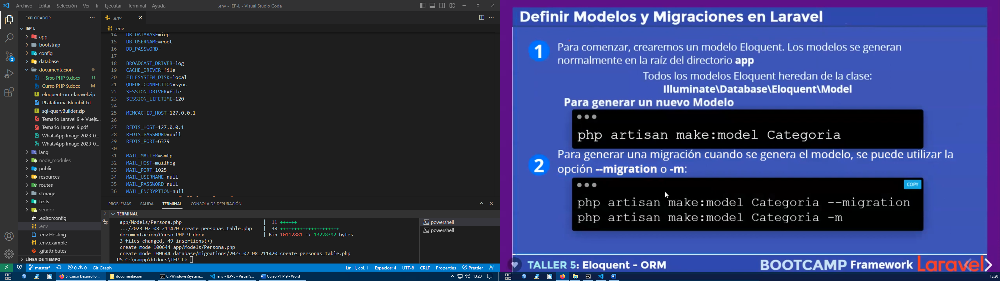 Archivo Editar Selección Ver Ir Ejecutar Terminal Ayuda
.env - IEP-L - Visual Studio Code
EXPLORADOR
IEP-L
app
bootstrap
config
database
documentacion
~$rso PHP 9.docx U
Curso PHP 9.docx M
eloquent-orm-laravel.zip
PLataforma Blumbit.txt
sql-queryBuilder.zip
Temario Laravel 9 + Vuejs...
Temario Laravel 9.pdf
WhatsApp Image 2023-0...
WhatsApp Image 2023-0...
lang
node_modules
public
resources
routes
storage
tests
vendor
.editorconfig
.env
.env Hosting
.env.example
.gitattributes
LÍNEA DE TIEMPO
2
.env
.env
14 DB_DATABASE=iep
15 DB_USERNAME=root
16 DB_PASSWORD=
17
18 BROADCAST_DRIVER=log
19 CACHE_DRIVER=file
20 FILESYSTEM_DISK=local
21 QUEUE_CONNECTION=sync
22 SESSION_DRIVER=file
23 SESSION_LIFETIME=120
24
25 MEMCACHED_HOST=127.0.0.1
26
27 REDIS_HOST=127.0.0.1
28 REDIS_PASSWORD=null
29 REDIS_PORT=6379
30
31 MAIL_MAILER=smtp
32 MAIL_HOST=mailhog
33 MAIL_PORT=1025
34 MAIL_USERNAME=null
35 MAIL_PASSWORD=null
36 MAIL_ENCRYPTION=null
PROBLEMAS SALIDA TERMINAL CONSOLA DE DEPURACIÓN
TERMINAL
app/Models/Persona.php | 11 ++++++
.../2023_02_08_211420_create_personas_table.php | 38 +++++++++++++++++++++
documentacion/Curso PHP 9.docx | Bin 10112881 -> 13228392 bytes
3 files changed, 49 insertions(+)
create mode 100644 app/Models/Persona.php
create mode 100644 database/migrations/2023_02_08_211420_create_personas_table.php
PS C:\xampp\htdocs\IEP-L>
powershell
powershell
master* 0 0 Git Graph
Lín. 1, col. 1 Espacios: 4 UTF-8 CRLF Properties Prettier
5. Curso Desarrollo ... documentacion C:\Windows\System... .env - IEP-L - Visual S... Curso PHP 9 - Word 13:20
Definir Modelos y Migraciones en Laravel
1 Para comenzar, crearemos un modelo Eloquent. Los modelos se generan
normalmente en la raíz del directorio app
Todos los modelos Eloquent heredan de la clase:
Illuminate\Database\Eloquent\Model
Para generar un nuevo Modelo
php artisan make:model Categoria
2 Para generar una migración cuando se genera el modelo, se puede utilizar la
opción --migration o -m:
COPY
php artisan make:model Categoria --migration
php artisan make:model Categoria -m
TALLER 5: Eloquent - ORM
BOOTCAMP Framework Laravel
13:20